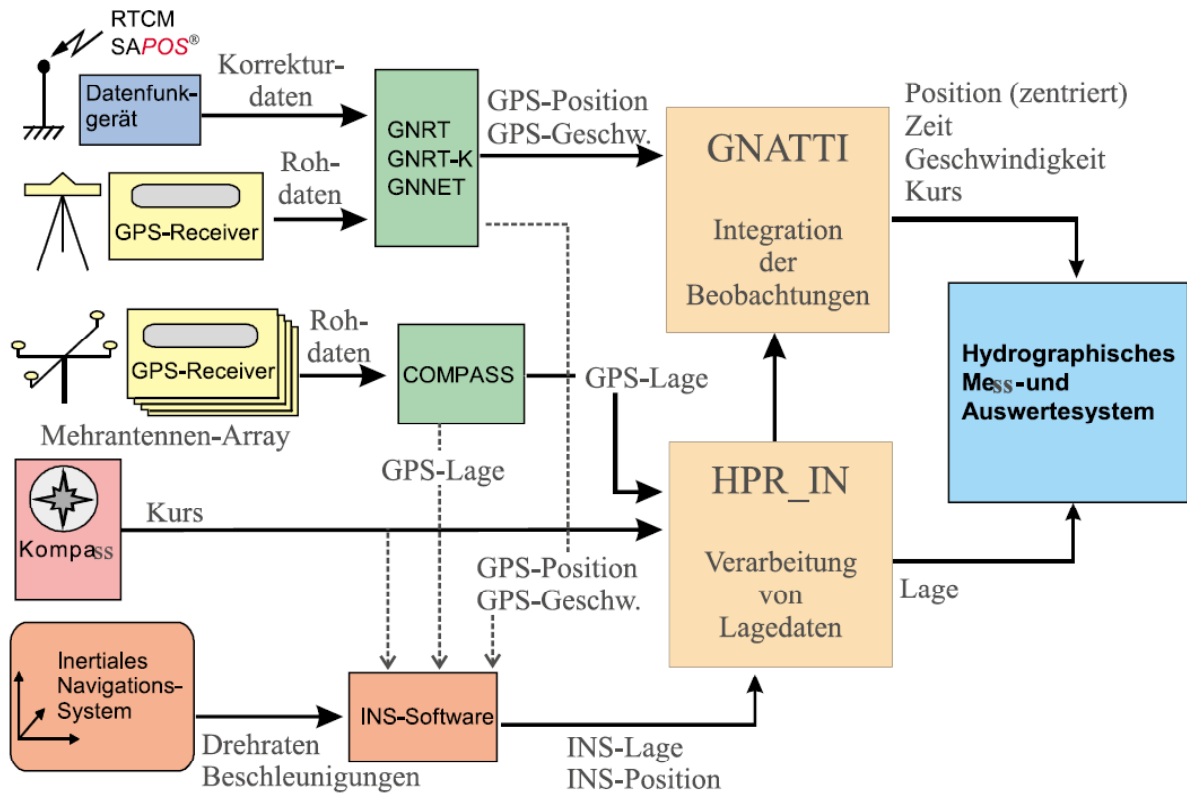 RTCM
SAPOS®
Datenfunk-
gerät
Korrektur-
daten
GNRT
GNRT-K
GNNET
GPS-Position
GPS-Geschw.
GNATTI
Integration
der
Beobachtungen
Position (zentriert)
Zeit
Geschwindigkeit
Kurs
GPS-Receiver
Roh-
daten
GPS-Receiver
Mehrantennen-Array
Roh-
daten
COMPASS
GPS-Lage
GPS-Lage
Hydrographisches
Mess-und
Auswertesystem
Kompass
Kurs
HPR_IN
Verarbeitung
von
Lagedaten
Lage
GPS-Position
GPS-Geschw.
Inertiales
Navigations-
System
Drehraten
Beschleunigungen
INS-Software
INS-Lage
INS-Position